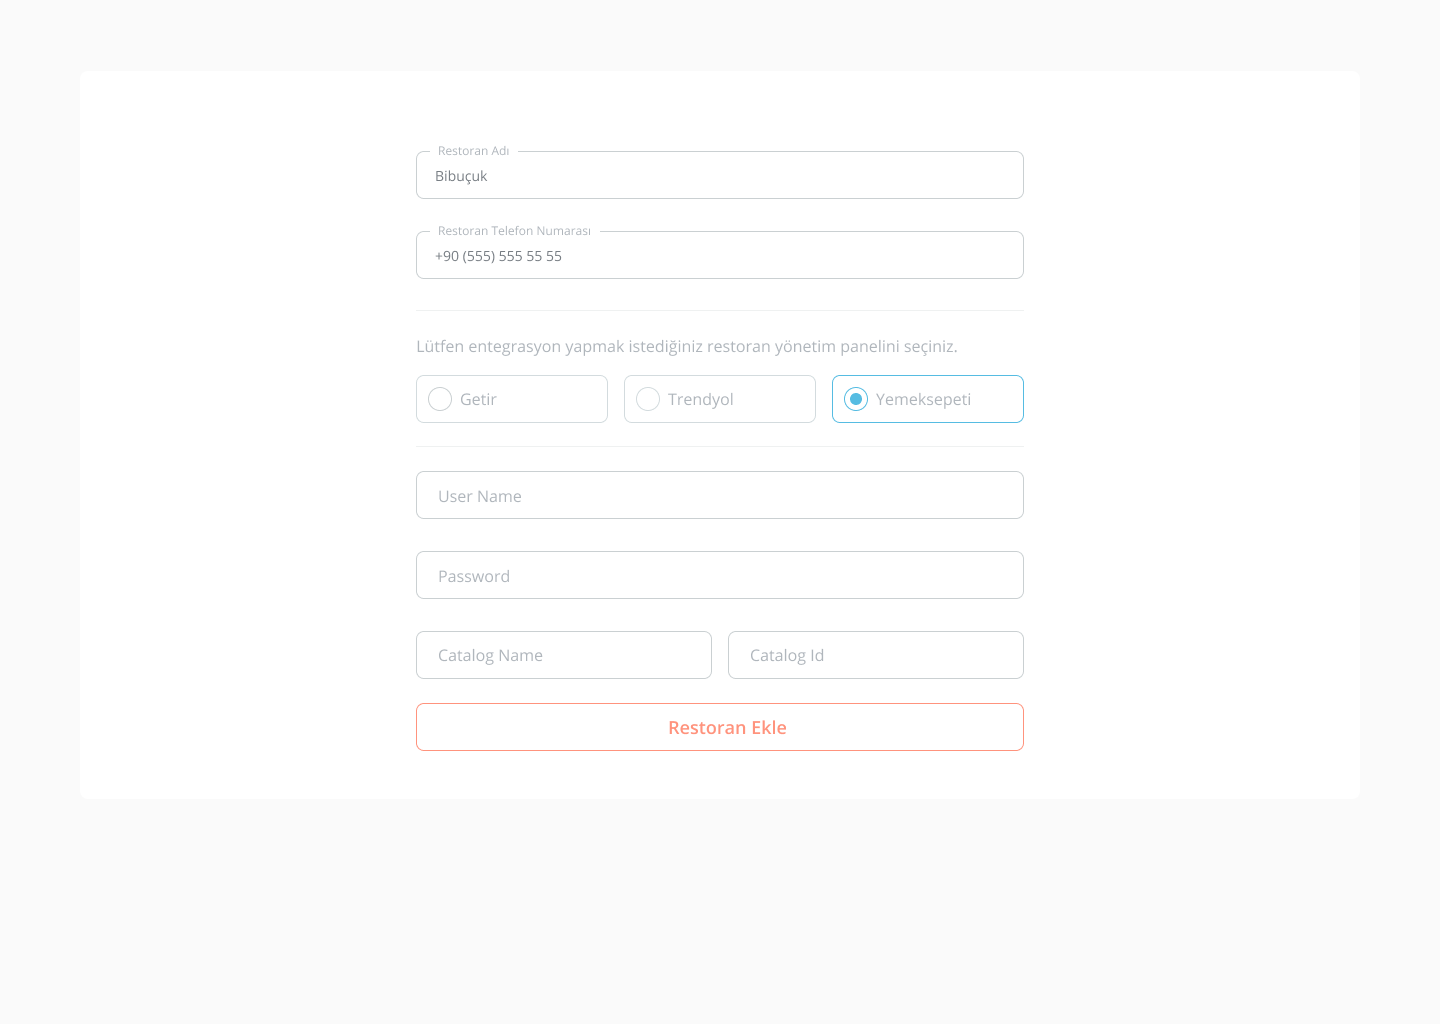 Restoran Adı
Bibuçuk
Restoran Telefon Numarası
+90 (555) 555 55 55
Lütfen entegrasyon yapmak istediğiniz restoran yönetim panelini seçiniz.
Getir Trendyol Yemeksepeti
User Name
Password
Catalog Name Catalog Id
Restoran Ekle